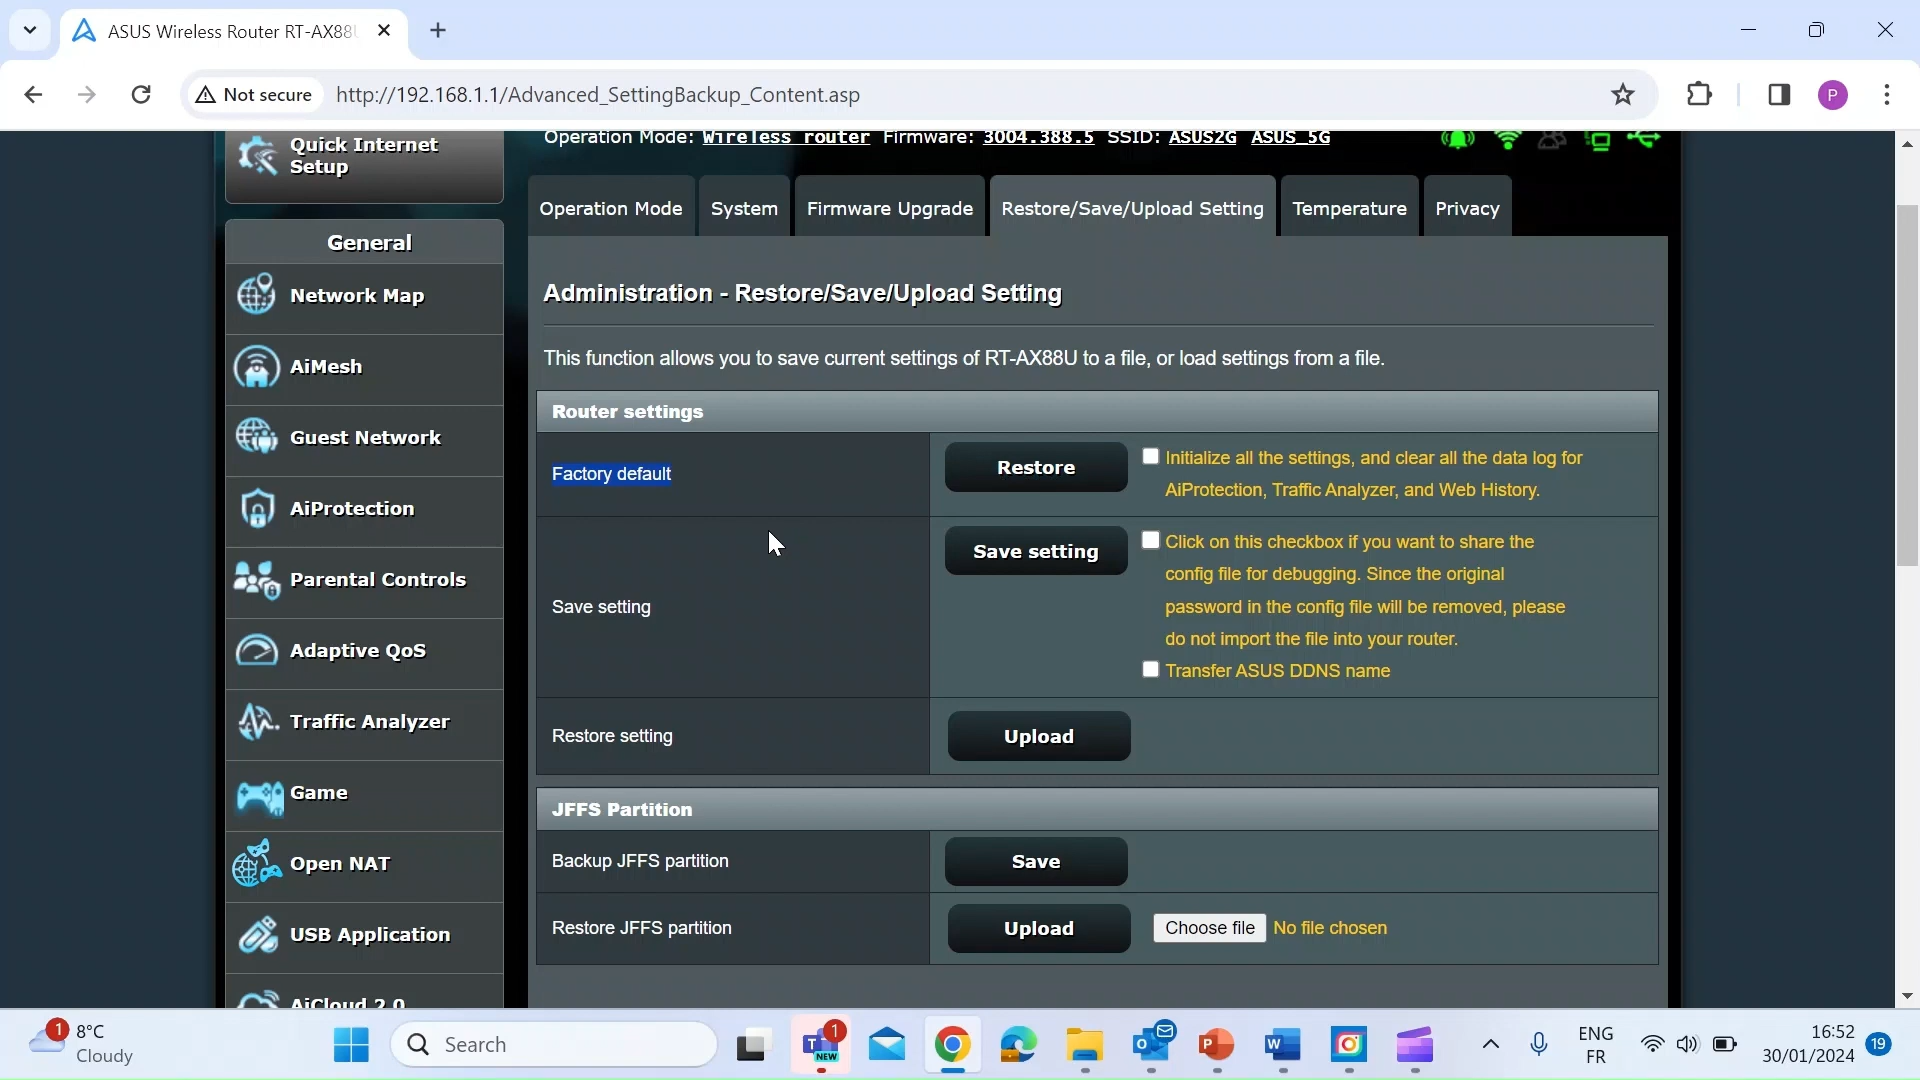 ASUS Wireless Router RT-AX88U
Not secure http://192.168.1.1/Advanced_SettingBackup_Content.asp P
Quick Internet
Setup
Operation Mode: Wireless router Firmware: 3004.388.5 SSID: ASUS2G ASUS_5G
Operation Mode System Firmware Upgrade Restore/Save/Upload Setting Temperature Privacy
General
Network Map
AiMesh
Guest Network
AiProtection
Parental Controls
Adaptive QoS
Traffic Analyzer
Game
Open NAT
USB Application
AiCloud 2.0
Administration - Restore/Save/Upload Setting
This function allows you to save current settings of RT-AX88U to a file, or load settings from a file.
Router settings
Factory default Restore Initialize all the settings, and clear all the data log for
AiProtection, Traffic Analyzer, and Web History.
Save setting Save setting Click on this checkbox if you want to share the
config file for debugging. Since the original
password in the config file will be removed, please
do not import the file into your router.
Transfer ASUS DDNS name
Restore setting Upload
JFFS Partition
Backup JFFS partition Save
Restore JFFS partition Upload Choose file No file chosen
1 8°C
Cloudy
Search
1
NEW
ENG
FR
16:52
30/01/2024
19